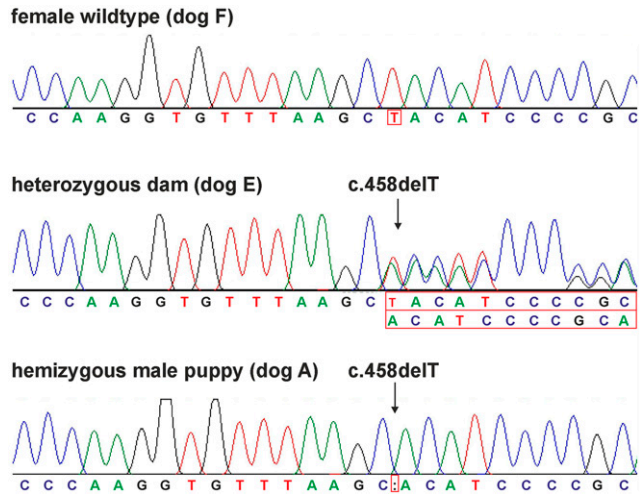 female wildtype (dog F)
C C A A G G T G T T T A A G C T A C A T C C C C G C
heterozygous dam (dog E) c.458delT
C C C A A G G T G T T T A A G C T A C A T C C C C G C
A C A T C C C C G C A
hemizygous male puppy (dog A) c.458delT
C C C A A G G T G T T T A A G C : A C A T C C C C G C